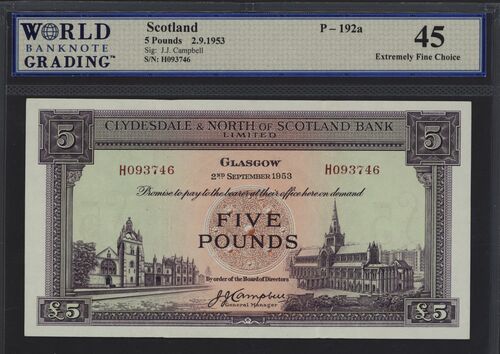 WORLD
BANKNOTE
GRADING™
Scotland
5 Pounds 2.9.1953
Sig: J.J. Campbell
S/N: H093746
P - 192a
45
Extremely Fine Choice
5
CLYDESDALE & NORTH OF SCOTLAND BANK
LIMITED
5
GLASGOW
H093746
H093746
2ND SEPTEMBER 1953
Promise to pay to the bearer at their office here on demand
FIVE
POUNDS
By order of the Board of Directors
J.J. Campbell
General Manager
£5
£5